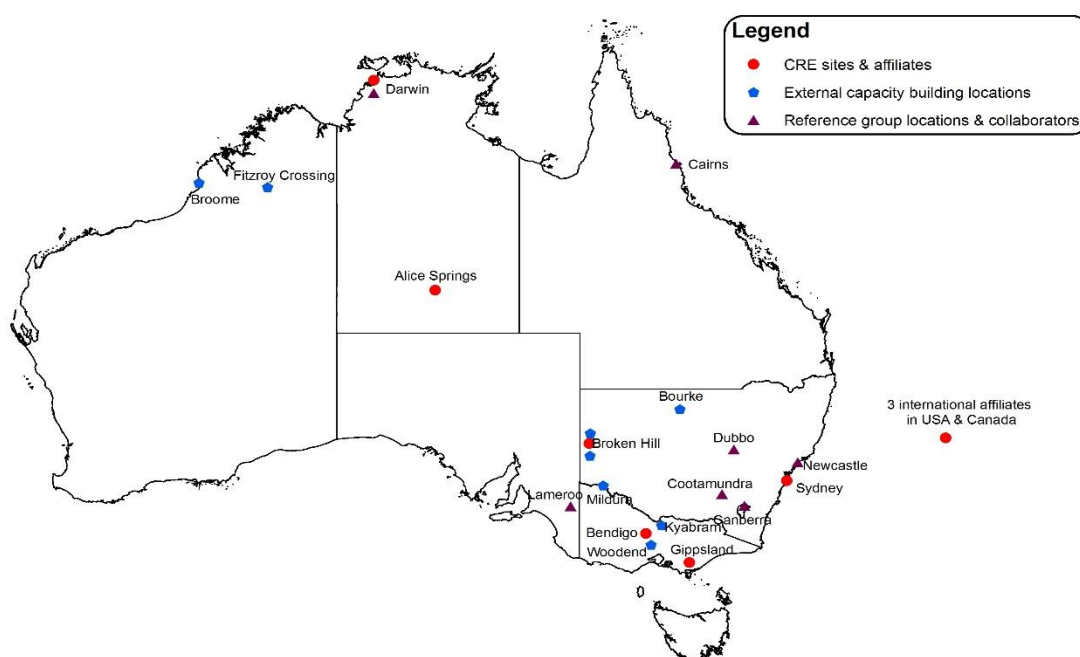 Legend
CRE sites & affiliates
External capacity building locations
Reference group locations & collaborators
Darwin
Cairns
Fitzroy Crossing
Broome
Alice Springs
Bourke
3 international affiliates
in USA & Canada
Broken Hill
Dubbo
Newcastle
Cootamundra
Sydney
Lameroo
Mildura
Canberra
Kyabram
Bendigo
Woodend
Gippsland